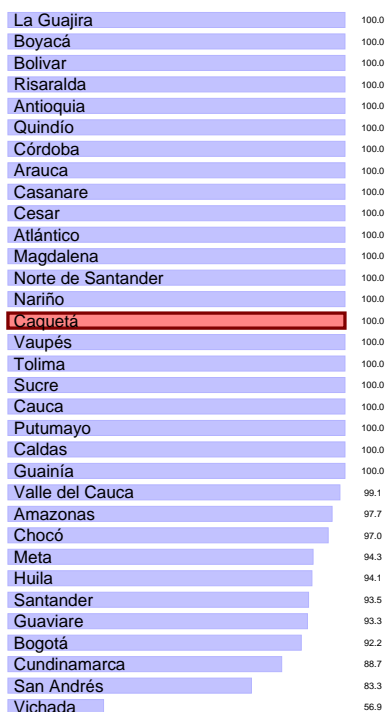 La Guajira 100.0
Boyacá 100.0
Bolivar 100.0
Risaralda 100.0
Antioquia 100.0
Quindío 100.0
Córdoba 100.0
Arauca 100.0
Casanare 100.0
Cesar 100.0
Atlántico 100.0
Magdalena 100.0
Norte de Santander 100.0
Nariño 100.0
Caquetá 100.0
Vaupés 100.0
Tolima 100.0
Sucre 100.0
Cauca 100.0
Putumayo 100.0
Caldas 100.0
Guainía 100.0
Valle del Cauca 99.1
Amazonas 97.7
Chocó 97.0
Meta 94.3
Huila 94.1
Santander 93.5
Guaviare 93.3
Bogotá 92.2
Cundinamarca 88.7
San Andrés 83.3
Vichada 56.9